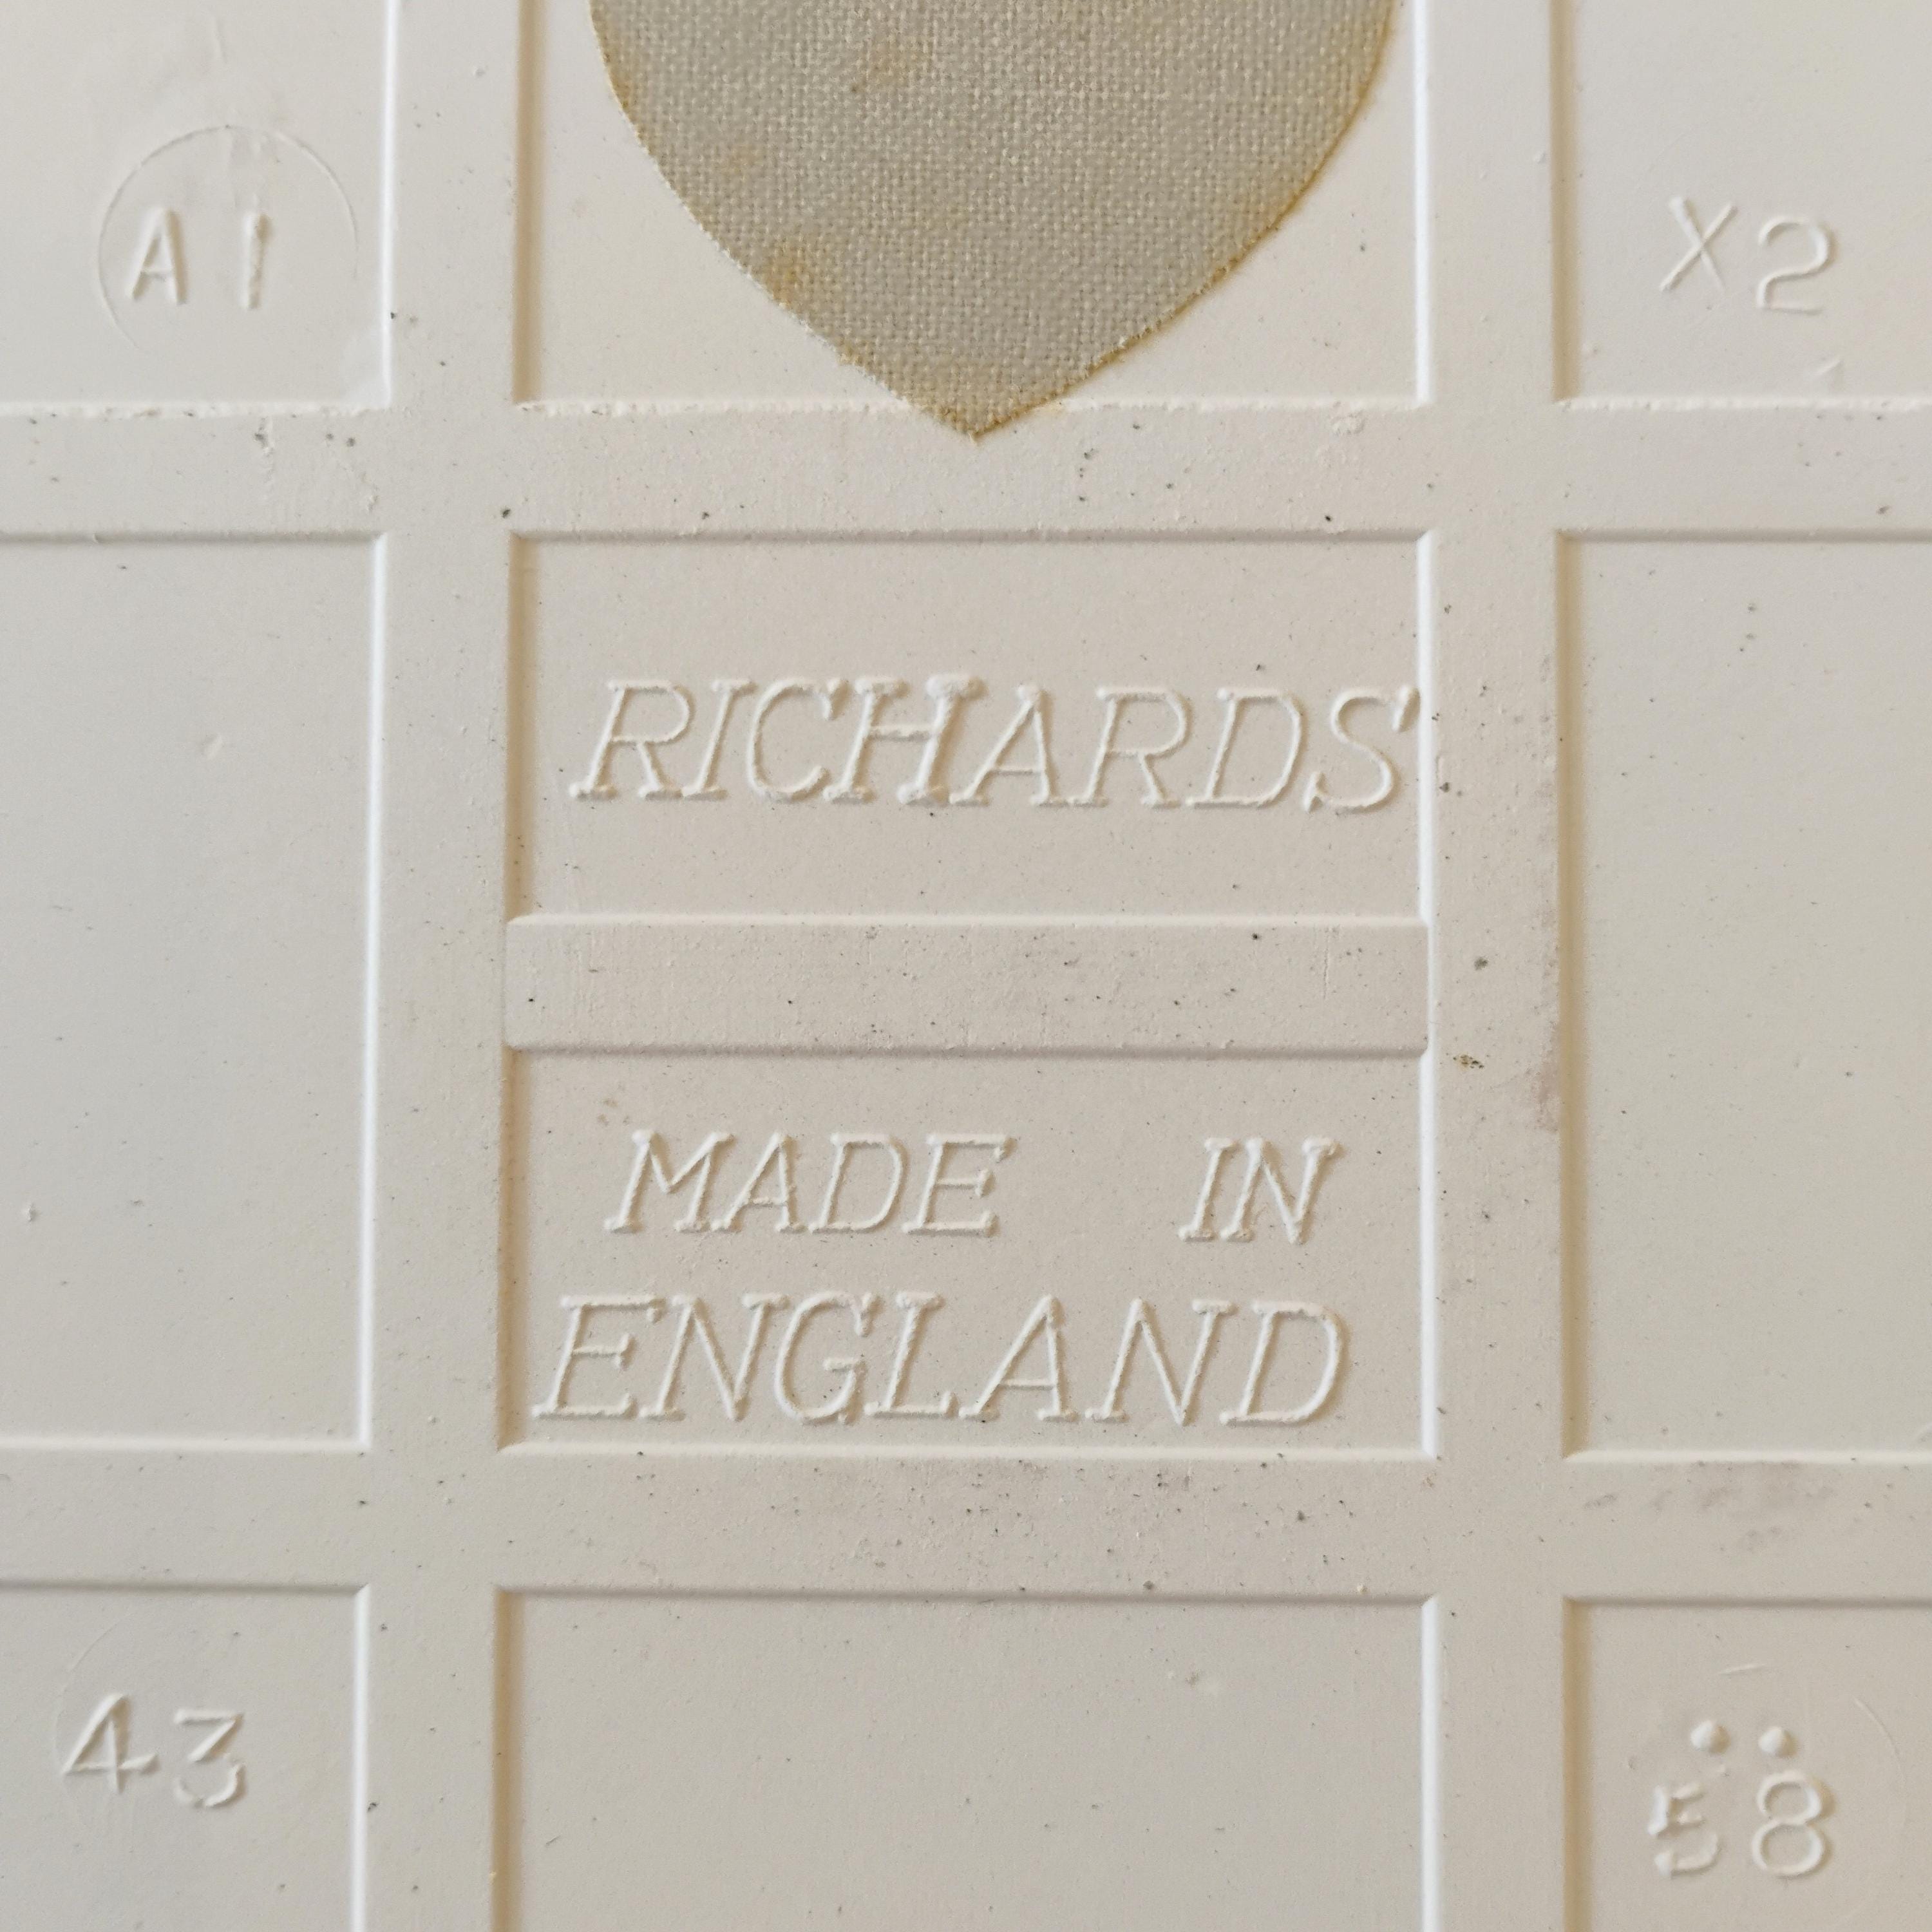 A1
X2
RICHARDS'
MADE IN
ENGLAND
43
58